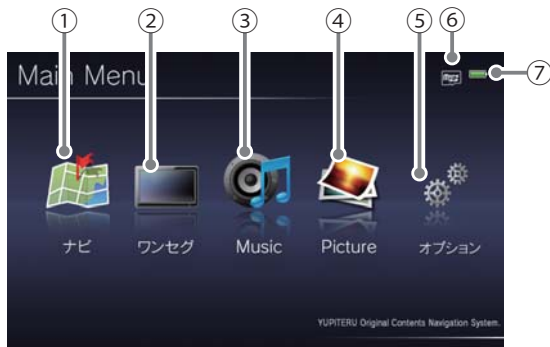 ① ② ③ ④ ⑤ ⑥
⑦
Main Menu
ナビ ワンセグ Music Picture オプション
YUPITERU Original Contents Navigation System.